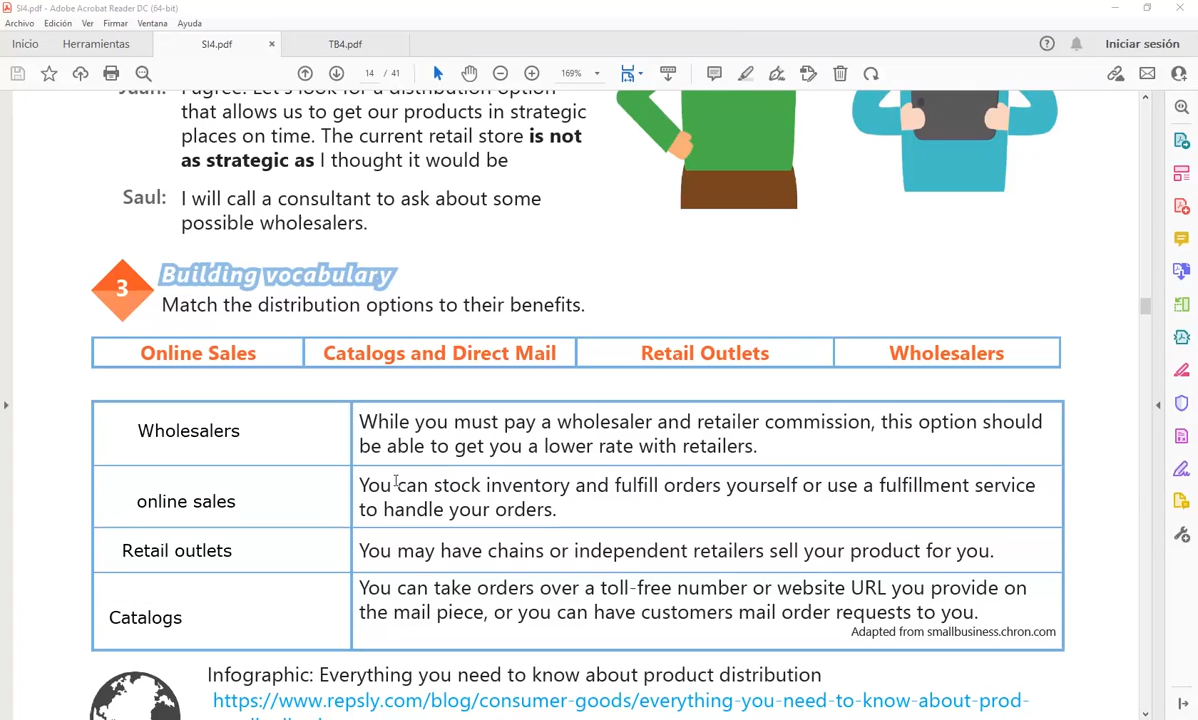 SI4.pdf - Adobe Acrobat Reader DC (64-bit)
Archivo Edición Ver Firmar Ventana Ayuda
Inicio Herramientas SI4.pdf × TB4.pdf Iniciar sesión
14 / 41 169%
I agree. Let's look for a distribution option
that allows us to get our products in strategic
places on time. The current retail store is not
as strategic as I thought it would be
Saul: I will call a consultant to ask about some
possible wholesalers.
3 Building vocabulary
Match the distribution options to their benefits.
Online Sales Catalogs and Direct Mail Retail Outlets Wholesalers
Wholesalers While you must pay a wholesaler and retailer commission, this option should
be able to get you a lower rate with retailers.
online sales You can stock inventory and fulfill orders yourself or use a fulfillment service
to handle your orders.
Retail outlets You may have chains or independent retailers sell your product for you.
Catalogs You can take orders over a toll-free number or website URL you provide on
the mail piece, or you can have customers mail order requests to you.
Adapted from smallbusiness.chron.com
Infographic: Everything you need to know about product distribution
https://www.repsly.com/blog/consumer-goods/everything-you-need-to-know-about-prod-